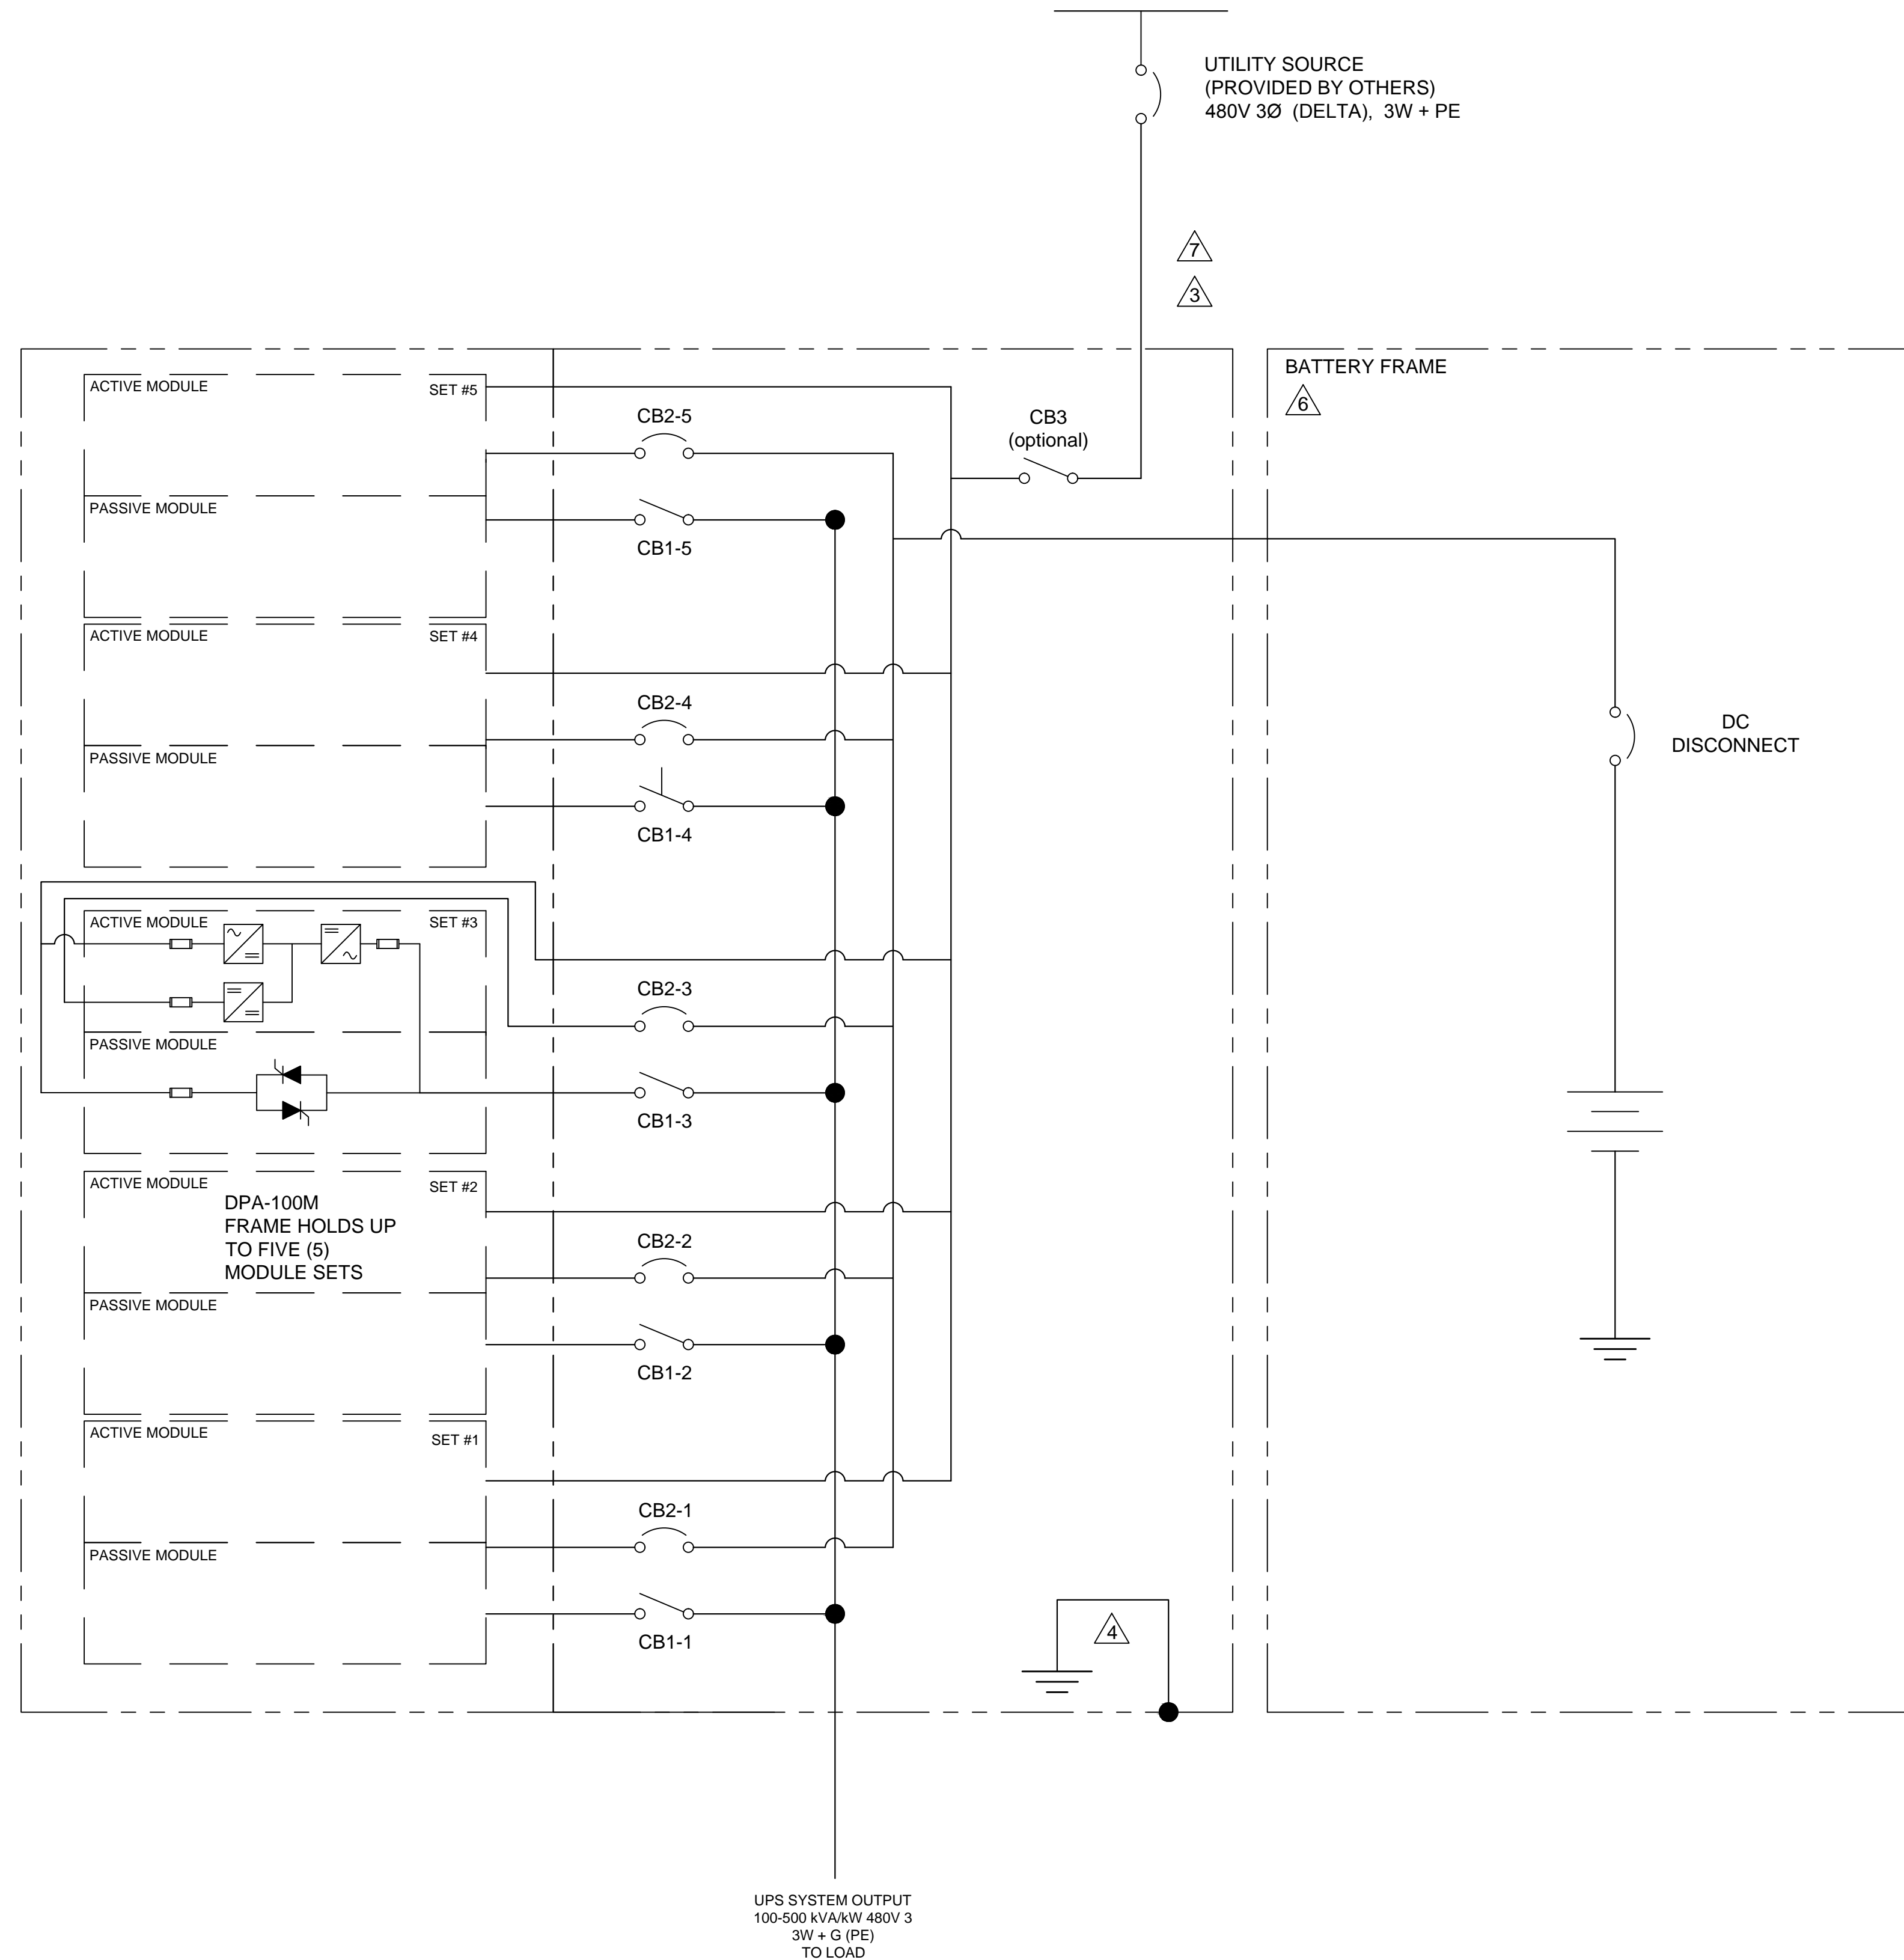 UTILITY SOURCE
(PROVIDED BY OTHERS)
480V 3Ø (DELTA), 3W + PE
7
3
BATTERY FRAME
6
ACTIVE MODULE
SET #5
CB2-5
CB3
(optional)
PASSIVE MODULE
CB1-5
ACTIVE MODULE
SET #4
CB2-4
DC
DISCONNECT
PASSIVE MODULE
CB1-4
ACTIVE MODULE
SET #3
CB2-3
PASSIVE MODULE
CB1-3
ACTIVE MODULE
SET #2
DPA-100M
FRAME HOLDS UP
TO FIVE (5)
MODULE SETS
CB2-2
PASSIVE MODULE
CB1-2
ACTIVE MODULE
SET #1
CB2-1
PASSIVE MODULE
CB1-1
4
UPS SYSTEM OUTPUT
100-500 kVA/kW 480V 3
3W + G (PE)
TO LOAD